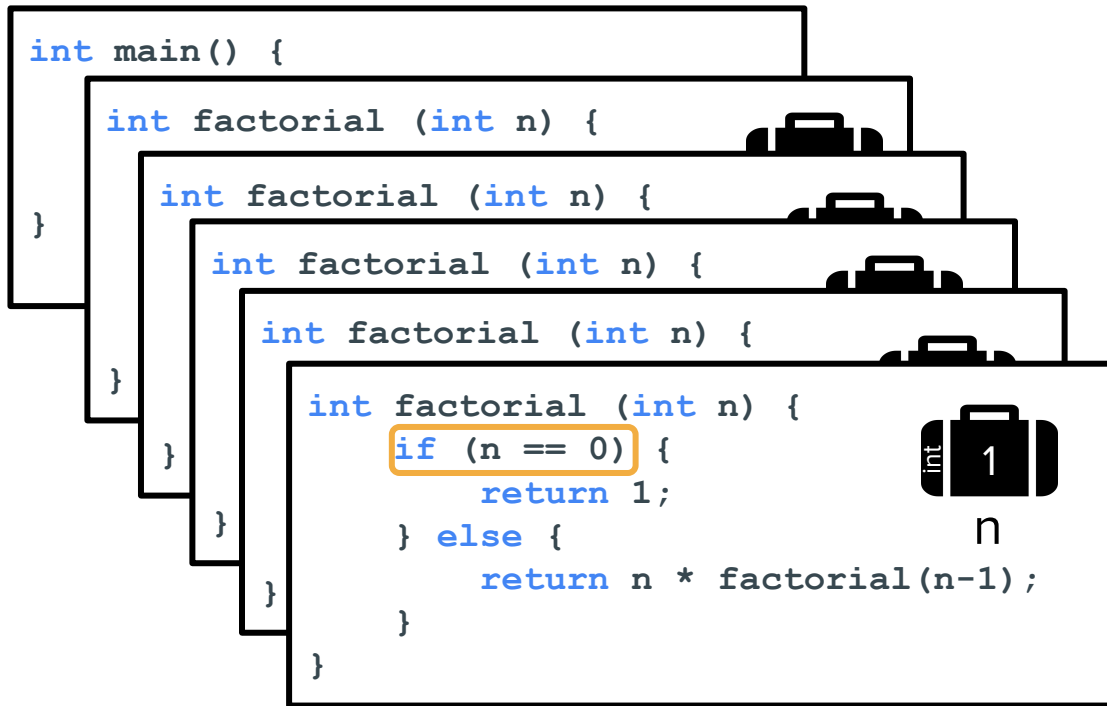 int main() {
int factorial (int n) {
int factorial (int n) {
}
int factorial (int n) {
int factorial (int n) {
}
int factorial (int n) {
if (n == 0) {
}
int 1
return 1;
}
n
} else {
return n * factorial(n-1);
}
}
}